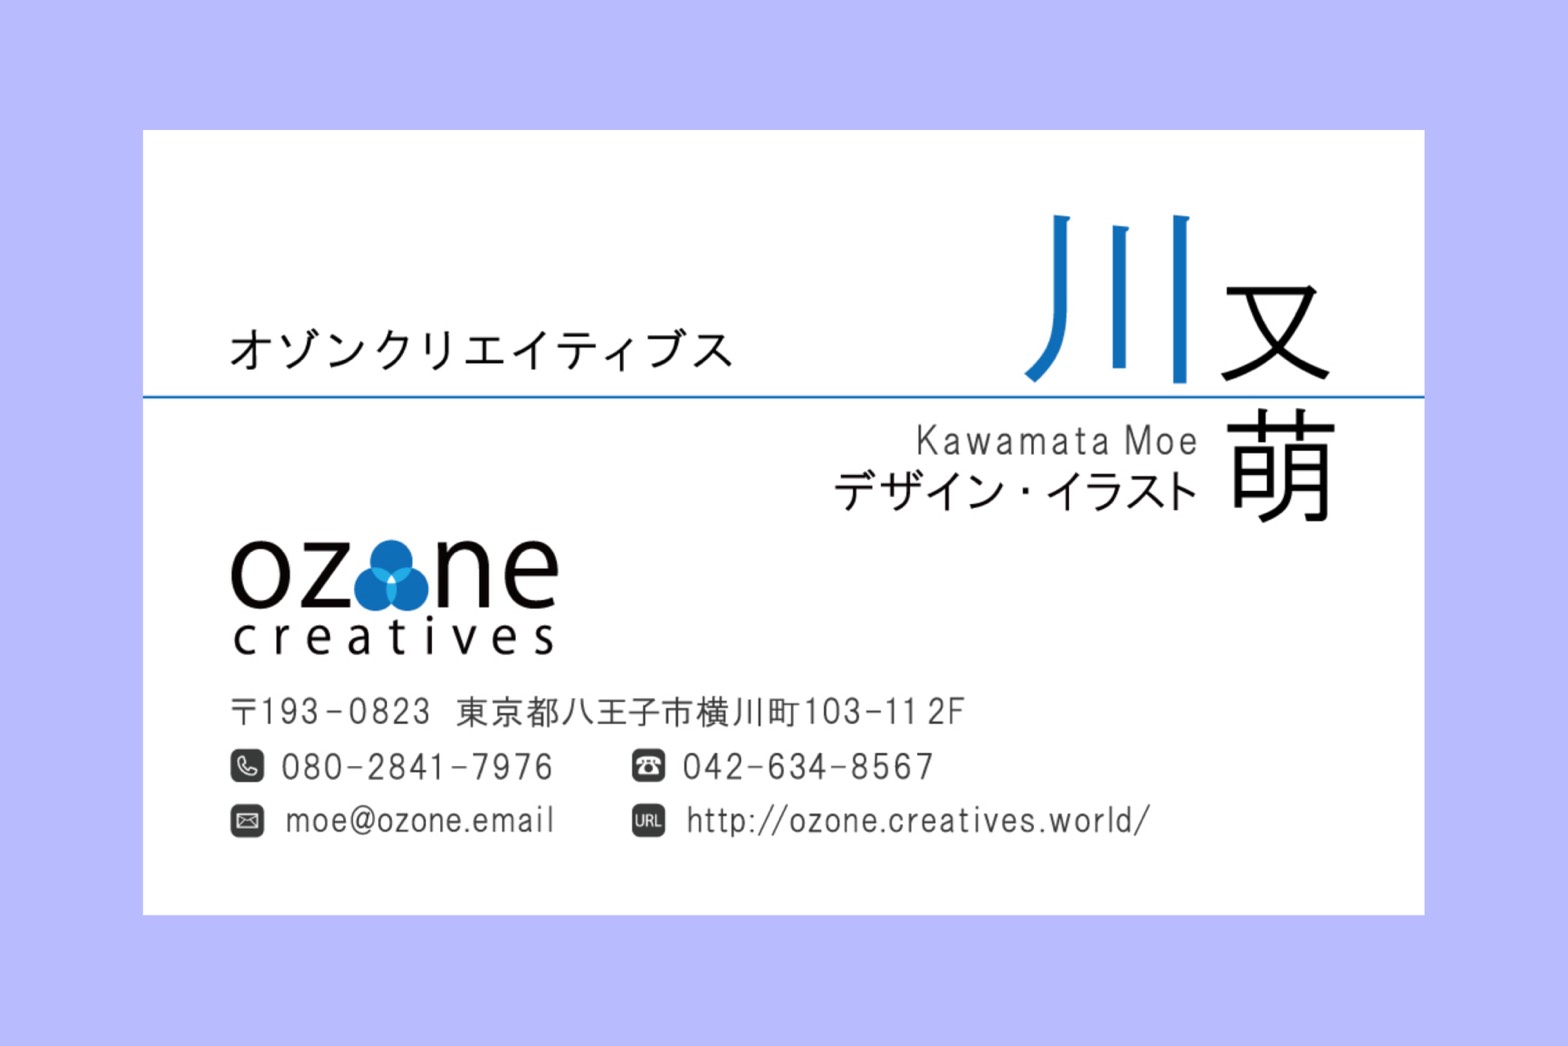 オゾンクリエイティブス
川又
萌
Kawamata Moe
デザイン・イラスト
ozone
creatives
〒193-0823 東京都八王子市横川町103-11 2F
080-2841-7976 042-634-8567
moe@ozone.email URL http://ozone.creatives.world/